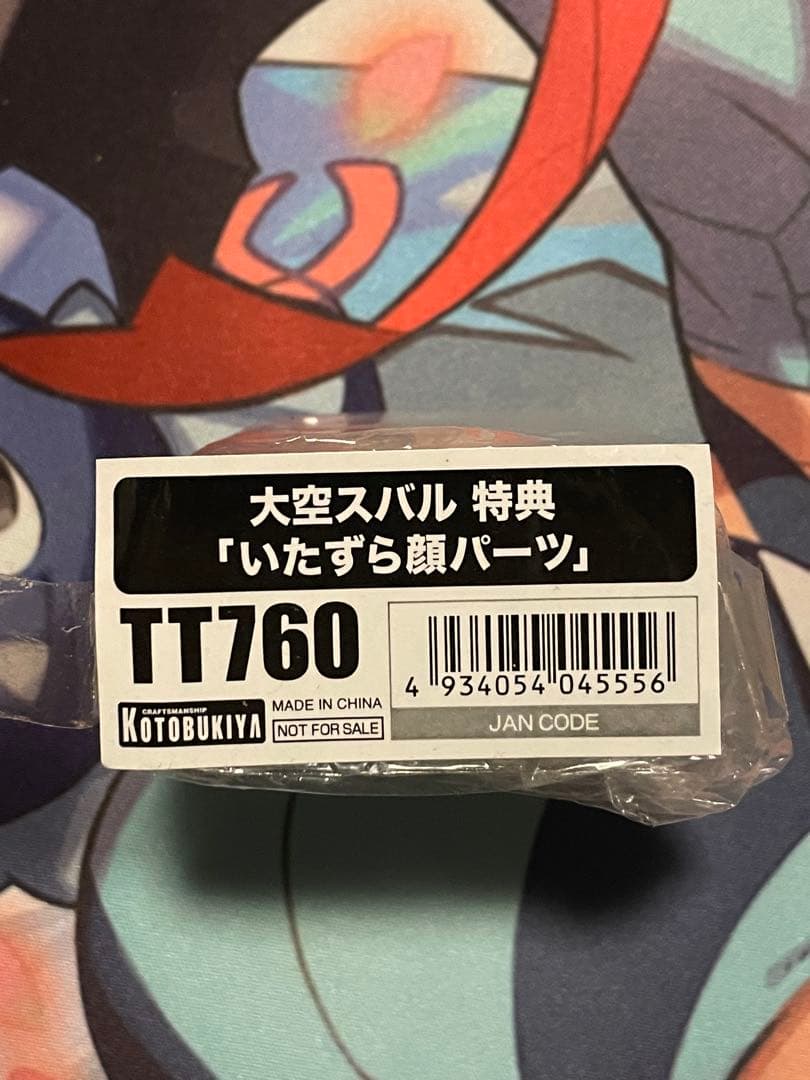 大空スバル 特典
「いたずら顔パーツ」
TT760
CRAFTSMANSHIP
KOTOBUKIYA
MADE IN CHINA
NOT FOR SALE
4 934054 045556
JAN CODE